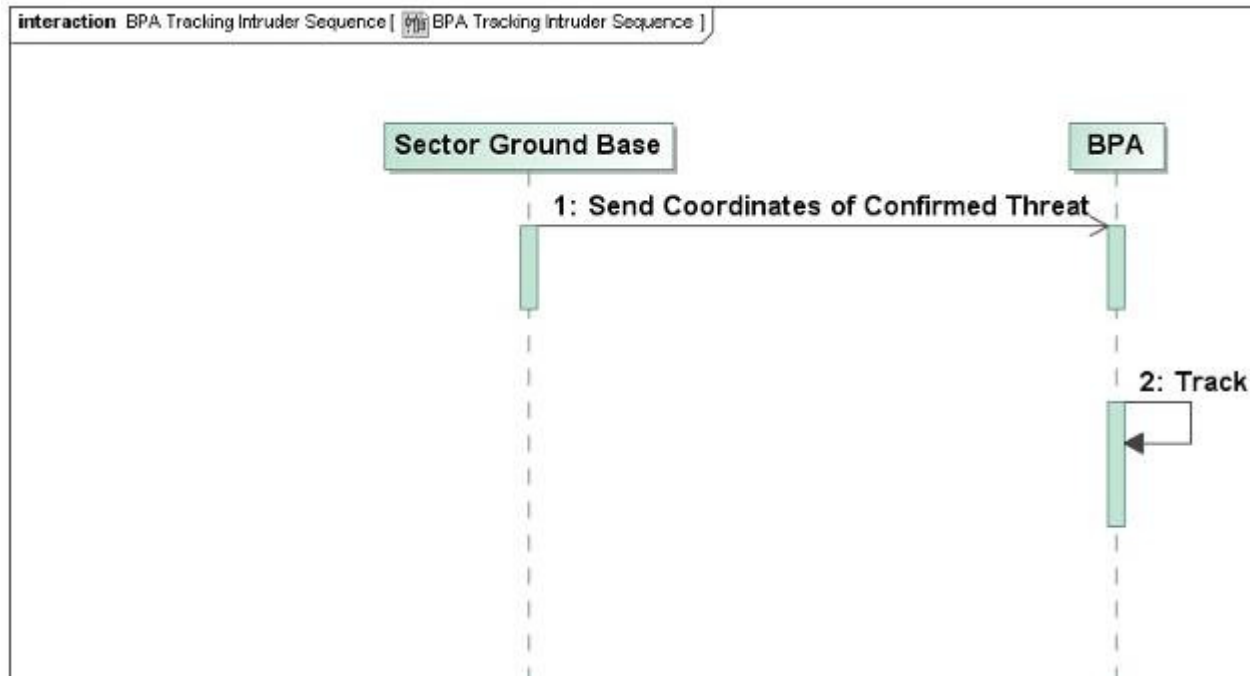 interaction BPA Tracking Intruder Sequence [ BPA Tracking Intruder Sequence ]
Sector Ground Base
BPA
1: Send Coordinates of Confirmed Threat
2: Track